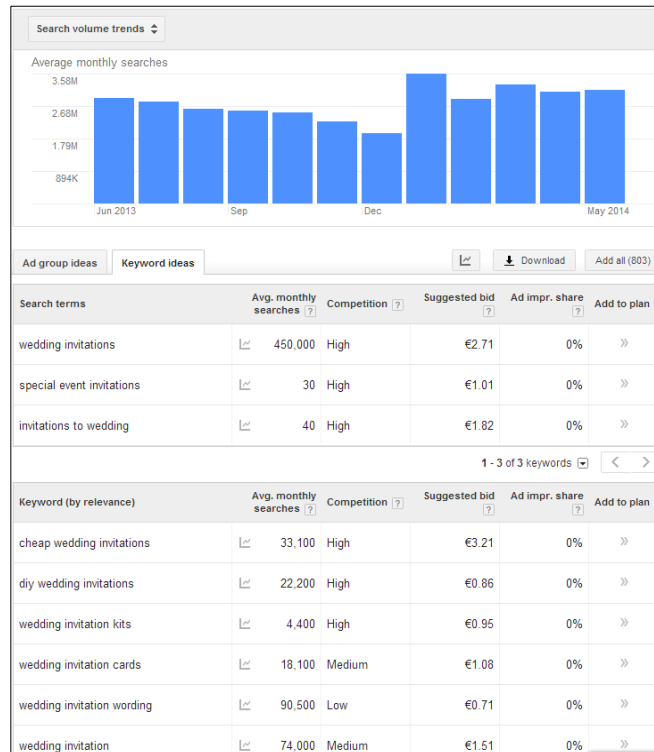 Search volume trends
Average monthly searches
3.58M
2.68M
1.79M
894K
Jun 2013 Sep Dec May 2014
Ad group ideas Keyword ideas Download Add all (803)
Search terms Avg. monthly searches ? Competition ? Suggested bid ? Ad impr. share ? Add to plan
wedding invitations 450,000 High €2.71 0% »
special event invitations 30 High €1.01 0% »
invitations to wedding 40 High €1.82 0% »
1 - 3 of 3 keywords
Keyword (by relevance) Avg. monthly searches ? Competition ? Suggested bid ? Ad impr. share ? Add to plan
cheap wedding invitations 33,100 High €3.21 0% »
diy wedding invitations 22,200 High €0.86 0% »
wedding invitation kits 4,400 High €0.95 0% »
wedding invitation cards 18,100 Medium €1.08 0% »
wedding invitation wording 90,500 Low €0.71 0% »
wedding invitation 74,000 Medium €1.51 0% »